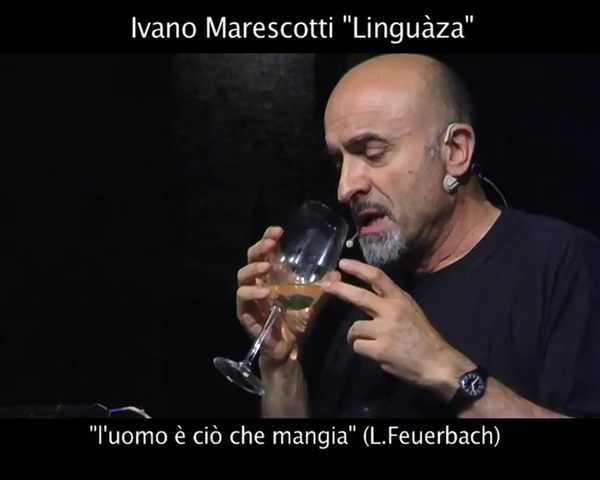 Ivano Marescotti "Linguàza"
"l'uomo è ciò che mangia" (L.Feuerbach)